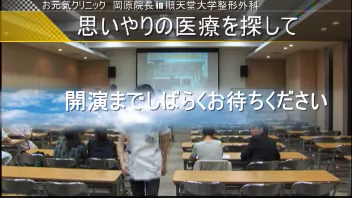 お元気クリニック 岡原院長 in 順天堂大学整形外科
思いやりの医療を探して
開演までしばらくお待ちください